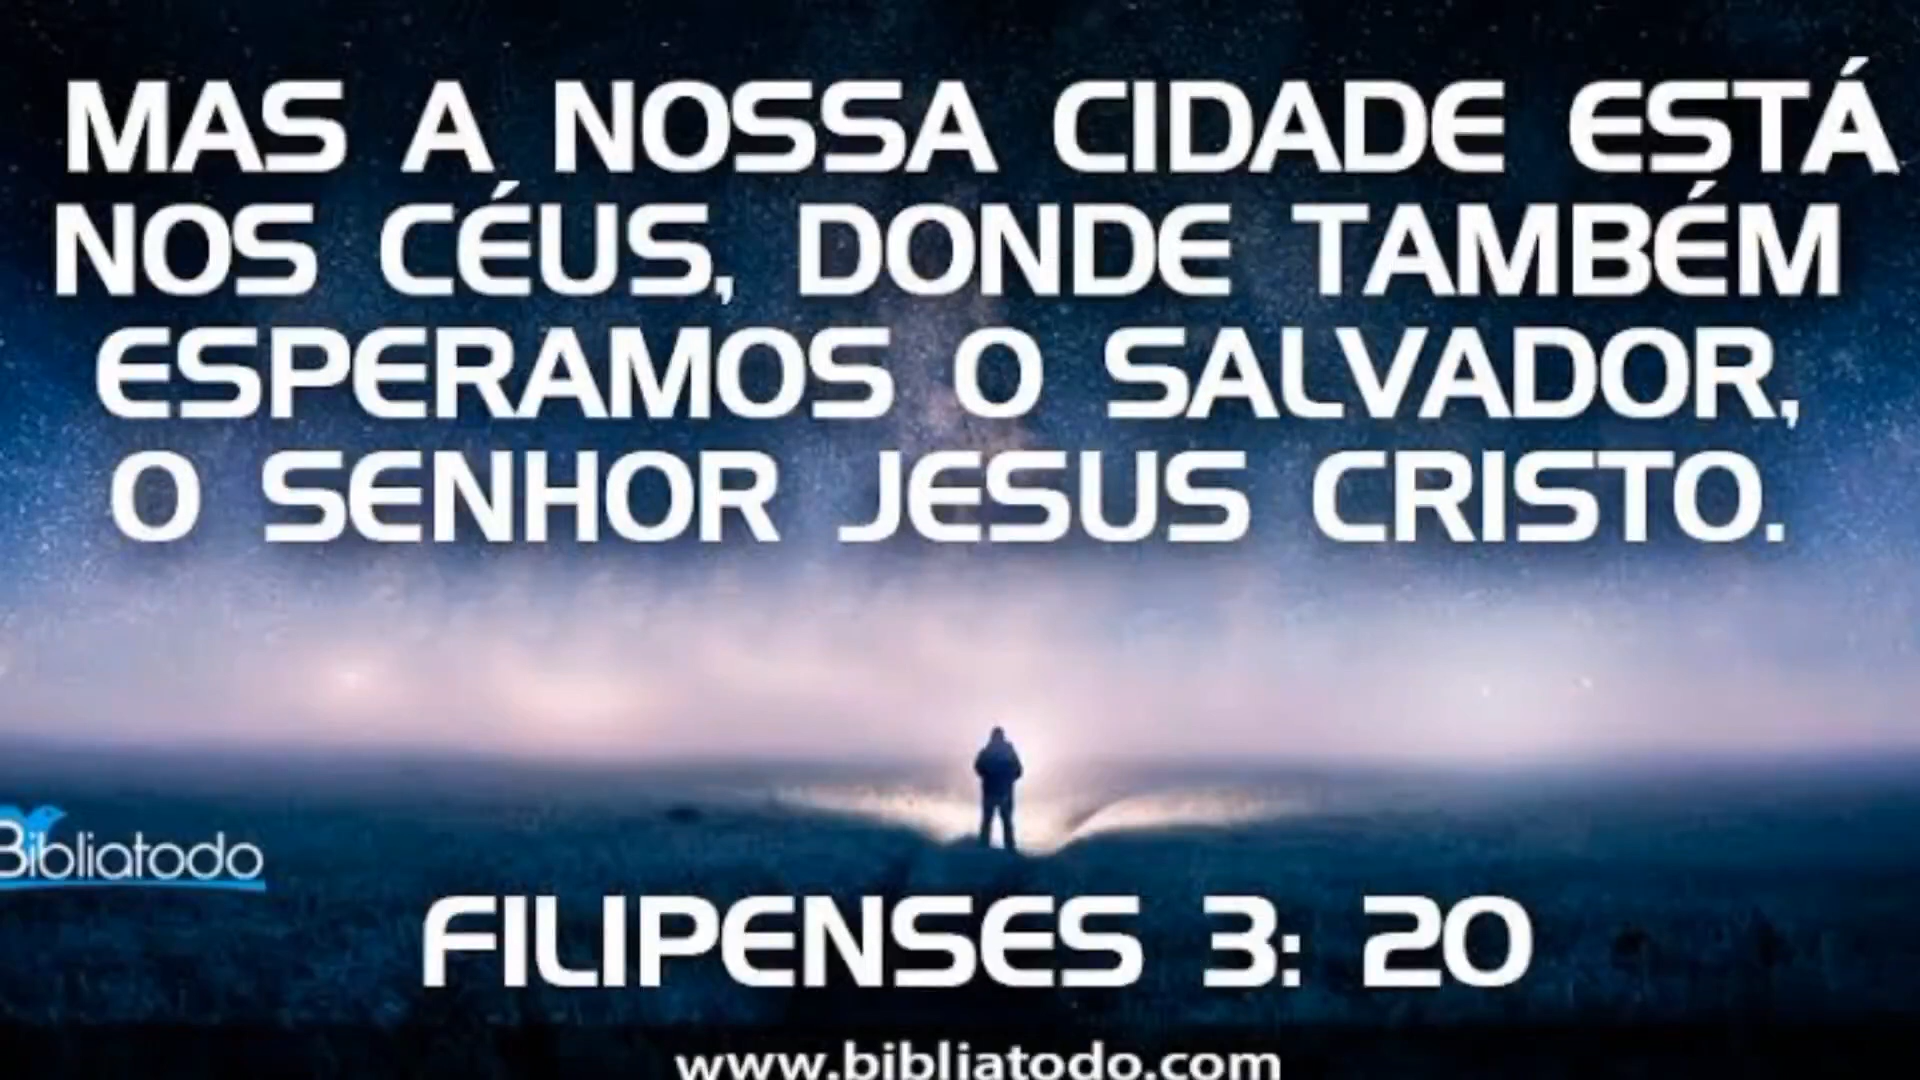 MAS A NOSSA CIDADE ESTÁ
NOS CÉUS, DONDE TAMBÉM
ESPERAMOS O SALVADOR,
O SENHOR JESUS CRISTO.
Bibliatodo
FILIPENSES 3: 20
www.bibliatodo.com